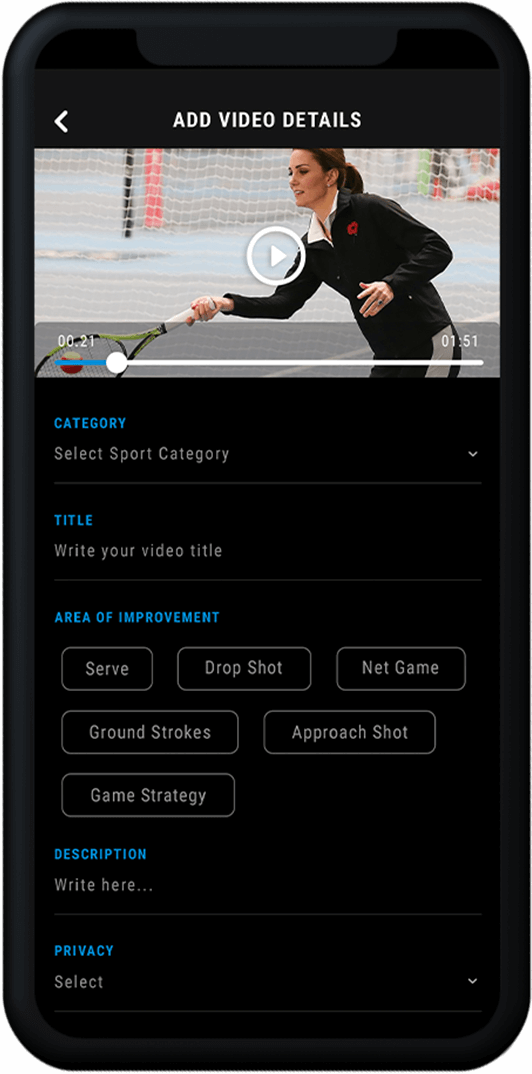 ADD VIDEO DETAILS
00.21 01:51
CATEGORY
Select Sport Category
TITLE
Write your video title
AREA OF IMPROVEMENT
Serve Drop Shot Net Game
Ground Strokes Approach Shot
Game Strategy
DESCRIPTION
Write here...
PRIVACY
Select